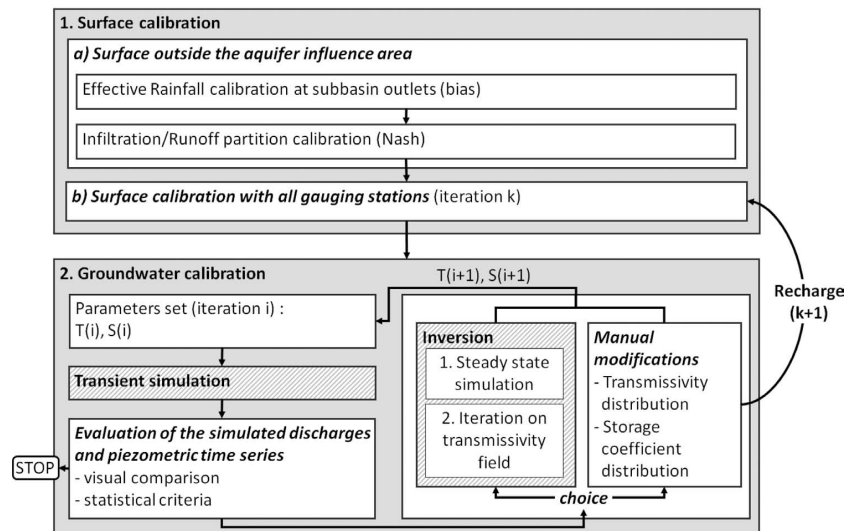 1. Surface calibration
a) Surface outside the aquifer influence area
Effective Rainfall calibration at subbasin outlets (bias)
Infiltration/Runoff partition calibration (Nash)
b) Surface calibration with all gauging stations (iteration k)
2. Groundwater calibration
T(i+1), S(i+1)
Recharge
(k+1)
Parameters set (iteration i) :
T(i), S(i)
Transient simulation
Evaluation of the simulated discharges
and piezometric time series
- visual comparison
- statistical criteria
STOP
Inversion
1. Steady state
simulation
2. Iteration on
transmissivity
field
Manual
modifications
- Transmissivity
distribution
- Storage
coefficient
distribution
choice